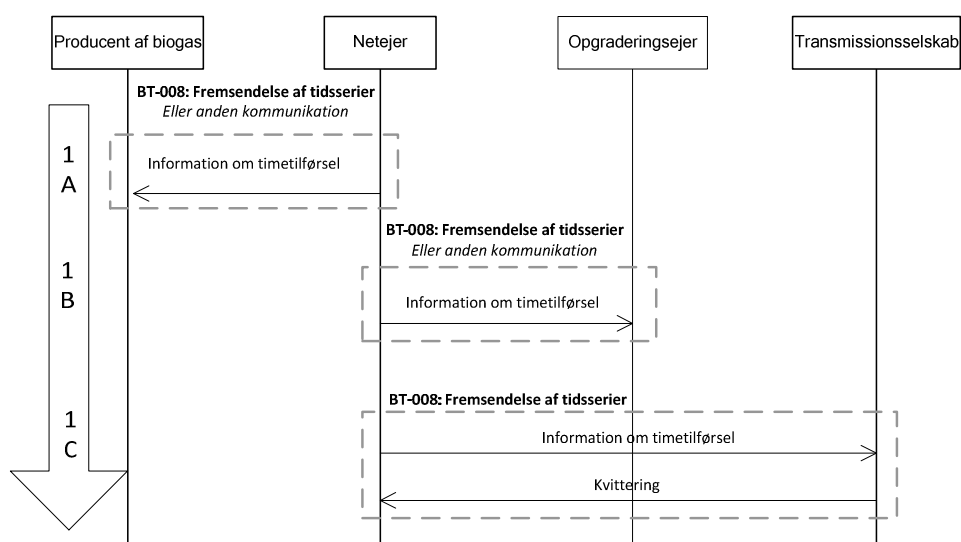 Producent af biogas
Netejer
Opgraderingsejer
Transmissionsselskab
BT-008: Fremsendelse af tidsserier
Eller anden kommunikation
1
A
Information om timetilførsel
BT-008: Fremsendelse af tidsserier
Eller anden kommunikation
1
B
Information om timetilførsel
BT-008: Fremsendelse af tidsserier
1
C
Information om timetilførsel
Kvittering